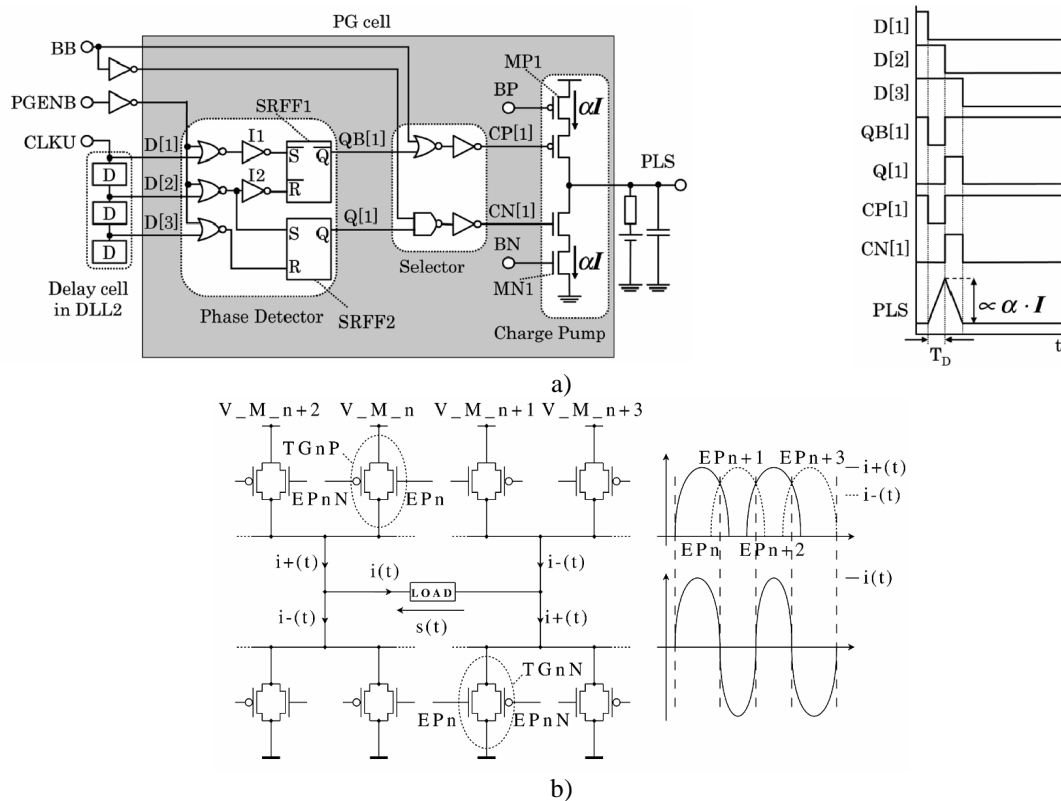 PG cell
BB
PGENB
CLKU
D
D
D
Delay cell
in DLL2
D[1]
D[2]
D[3]
I1
I2
SRFF1
S Q
R
S Q
R
Phase Detector
SRFF2
QB[1]
Q[1]
Selector
CP[1]
CN[1]
MP1
BP
αI
BN
MN1
αI
Charge Pump
PLS
D[1]
D[2]
D[3]
QB[1]
Q[1]
CP[1]
CN[1]
PLS
∝ α · I
t
T_D
a)
V_M_n+2 V_M_n V_M_n+1 V_M_n+3
TGnP
EPnN EPn
i+(t) i-(t)
i(t)
LOAD
s(t)
i-(t) i+(t)
TGnN
EPn EPnN
EPn+1 EPn+3
i+(t)
i-(t)
EPn EPn+2
i(t)
b)